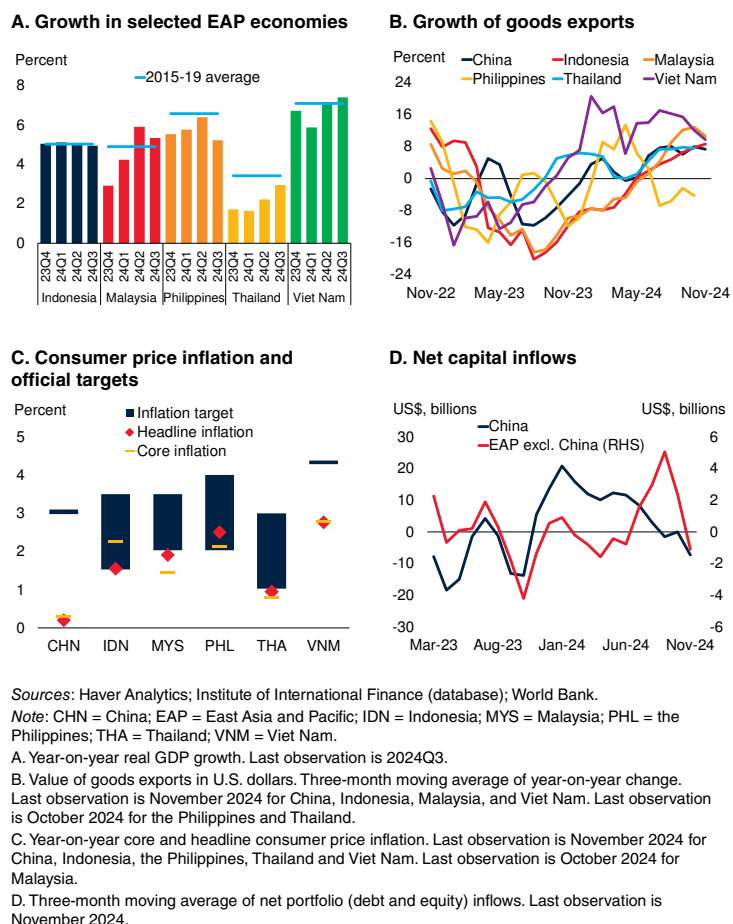 A. Growth in selected EAP economies
Percent
2015-19 average
8
6
4
2
0
23Q4
24Q1
24Q2
24Q3
23Q4
24Q1
24Q2
24Q3
23Q4
24Q1
24Q2
24Q3
23Q4
24Q1
24Q2
24Q3
23Q4
24Q1
24Q2
24Q3
Indonesia Malaysia Philippines Thailand Viet Nam
B. Growth of goods exports
Percent
China Indonesia Malaysia
Philippines Thailand Viet Nam
24
16
8
0
-8
-16
-24
Nov-22 May-23 Nov-23 May-24 Nov-24
C. Consumer price inflation and
official targets
Percent
Inflation target
Headline inflation
Core inflation
5
4
3
2
1
0
CHN IDN MYS PHL THA VNM
D. Net capital inflows
US$, billions US$, billions
China
EAP excl. China (RHS)
30 6
20 4
10 2
0 0
-10 -2
-20 -4
-30 -6
Mar-23 Aug-23 Jan-24 Jun-24 Nov-24
Sources: Haver Analytics; Institute of International Finance (database); World Bank.
Note: CHN = China; EAP = East Asia and Pacific; IDN = Indonesia; MYS = Malaysia; PHL = the
Philippines; THA = Thailand; VNM = Viet Nam.
A. Year-on-year real GDP growth. Last observation is 2024Q3.
B. Value of goods exports in U.S. dollars. Three-month moving average of year-on-year change.
Last observation is November 2024 for China, Indonesia, Malaysia, and Viet Nam. Last observation
is October 2024 for the Philippines and Thailand.
C. Year-on-year core and headline consumer price inflation. Last observation is November 2024 for
China, Indonesia, the Philippines, Thailand and Viet Nam. Last observation is October 2024 for
Malaysia.
D. Three-month moving average of net portfolio (debt and equity) inflows. Last observation is
November 2024.